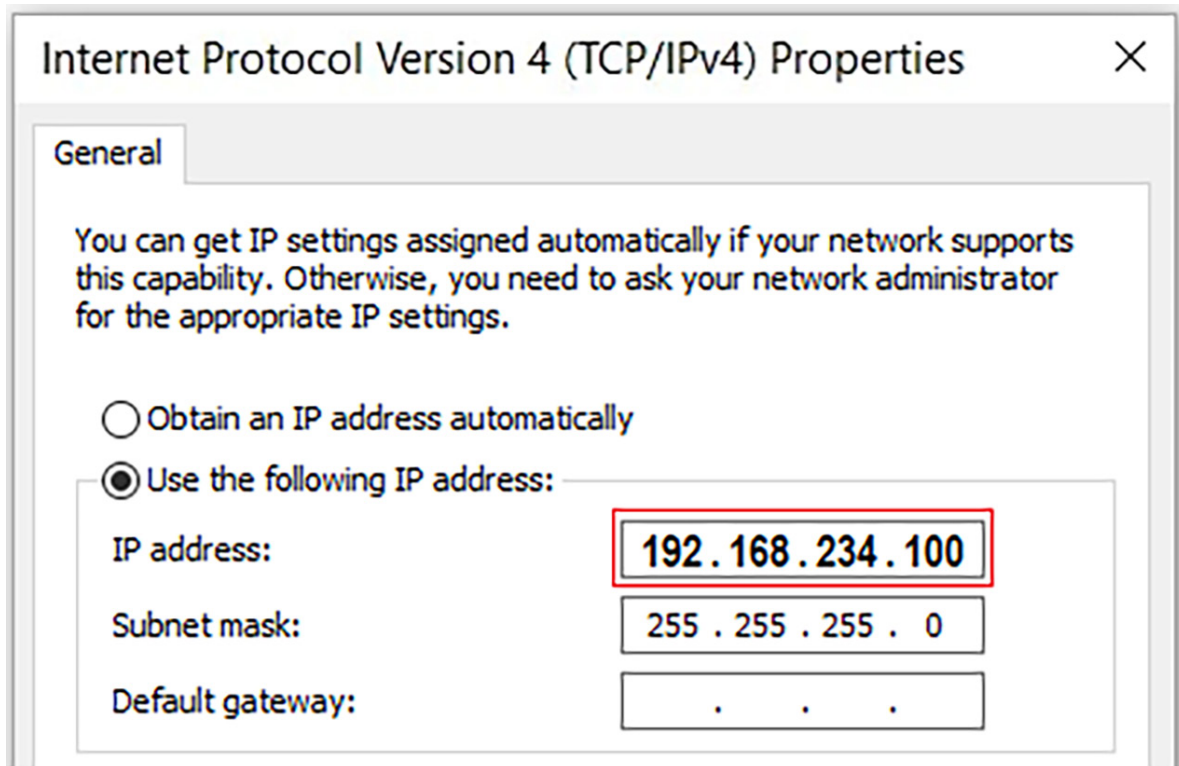 Internet Protocol Version 4 (TCP/IPv4) Properties
General
You can get IP settings assigned automatically if your network supports
this capability. Otherwise, you need to ask your network administrator
for the appropriate IP settings.
Obtain an IP address automatically
Use the following IP address:
IP address: 192 . 168 . 234 . 100
Subnet mask: 255 . 255 . 255 . 0
Default gateway: . . .